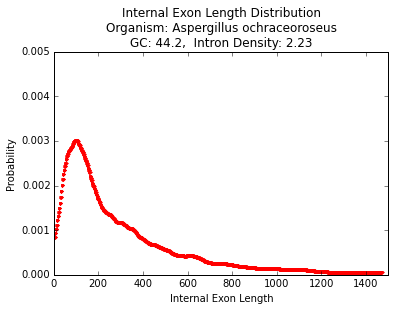 Internal Exon Length Distribution
Organism: Aspergillus ochraceoroseus
GC: 44.2,  Intron Density: 2.23
0.005
0.004
0.003
0.002
0.001
0.000
Probability
0 200 400 600 800 1000 1200 1400
Internal Exon Length